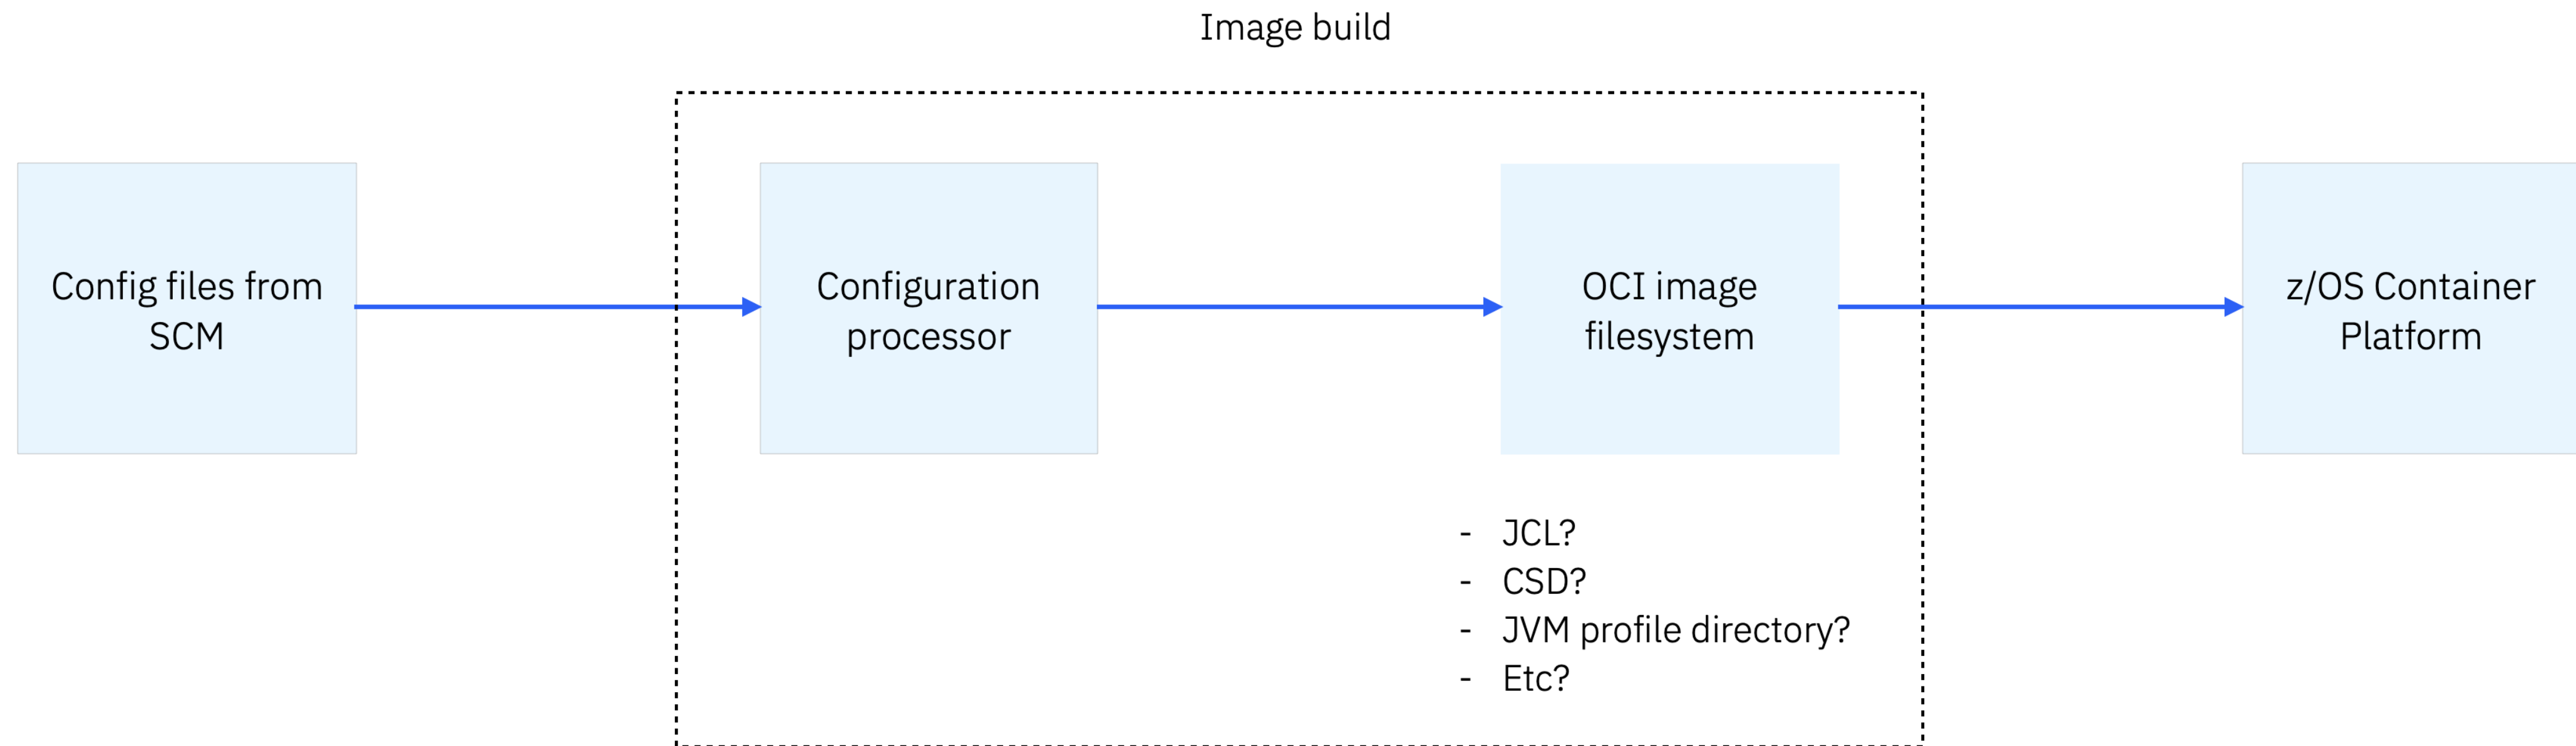 Image build
Config files from
SCM
Configuration
processor
OCI image
filesystem
z/OS Container
Platform
- JCL?
- CSD?
- JVM profile directory?
- Etc?